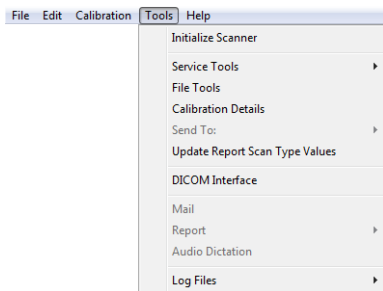 File Edit Calibration Tools Help
Initialize Scanner
Service Tools
File Tools
Calibration Details
Send To:
Update Report Scan Type Values
DICOM Interface
Mail
Report
Audio Dictation
Log Files